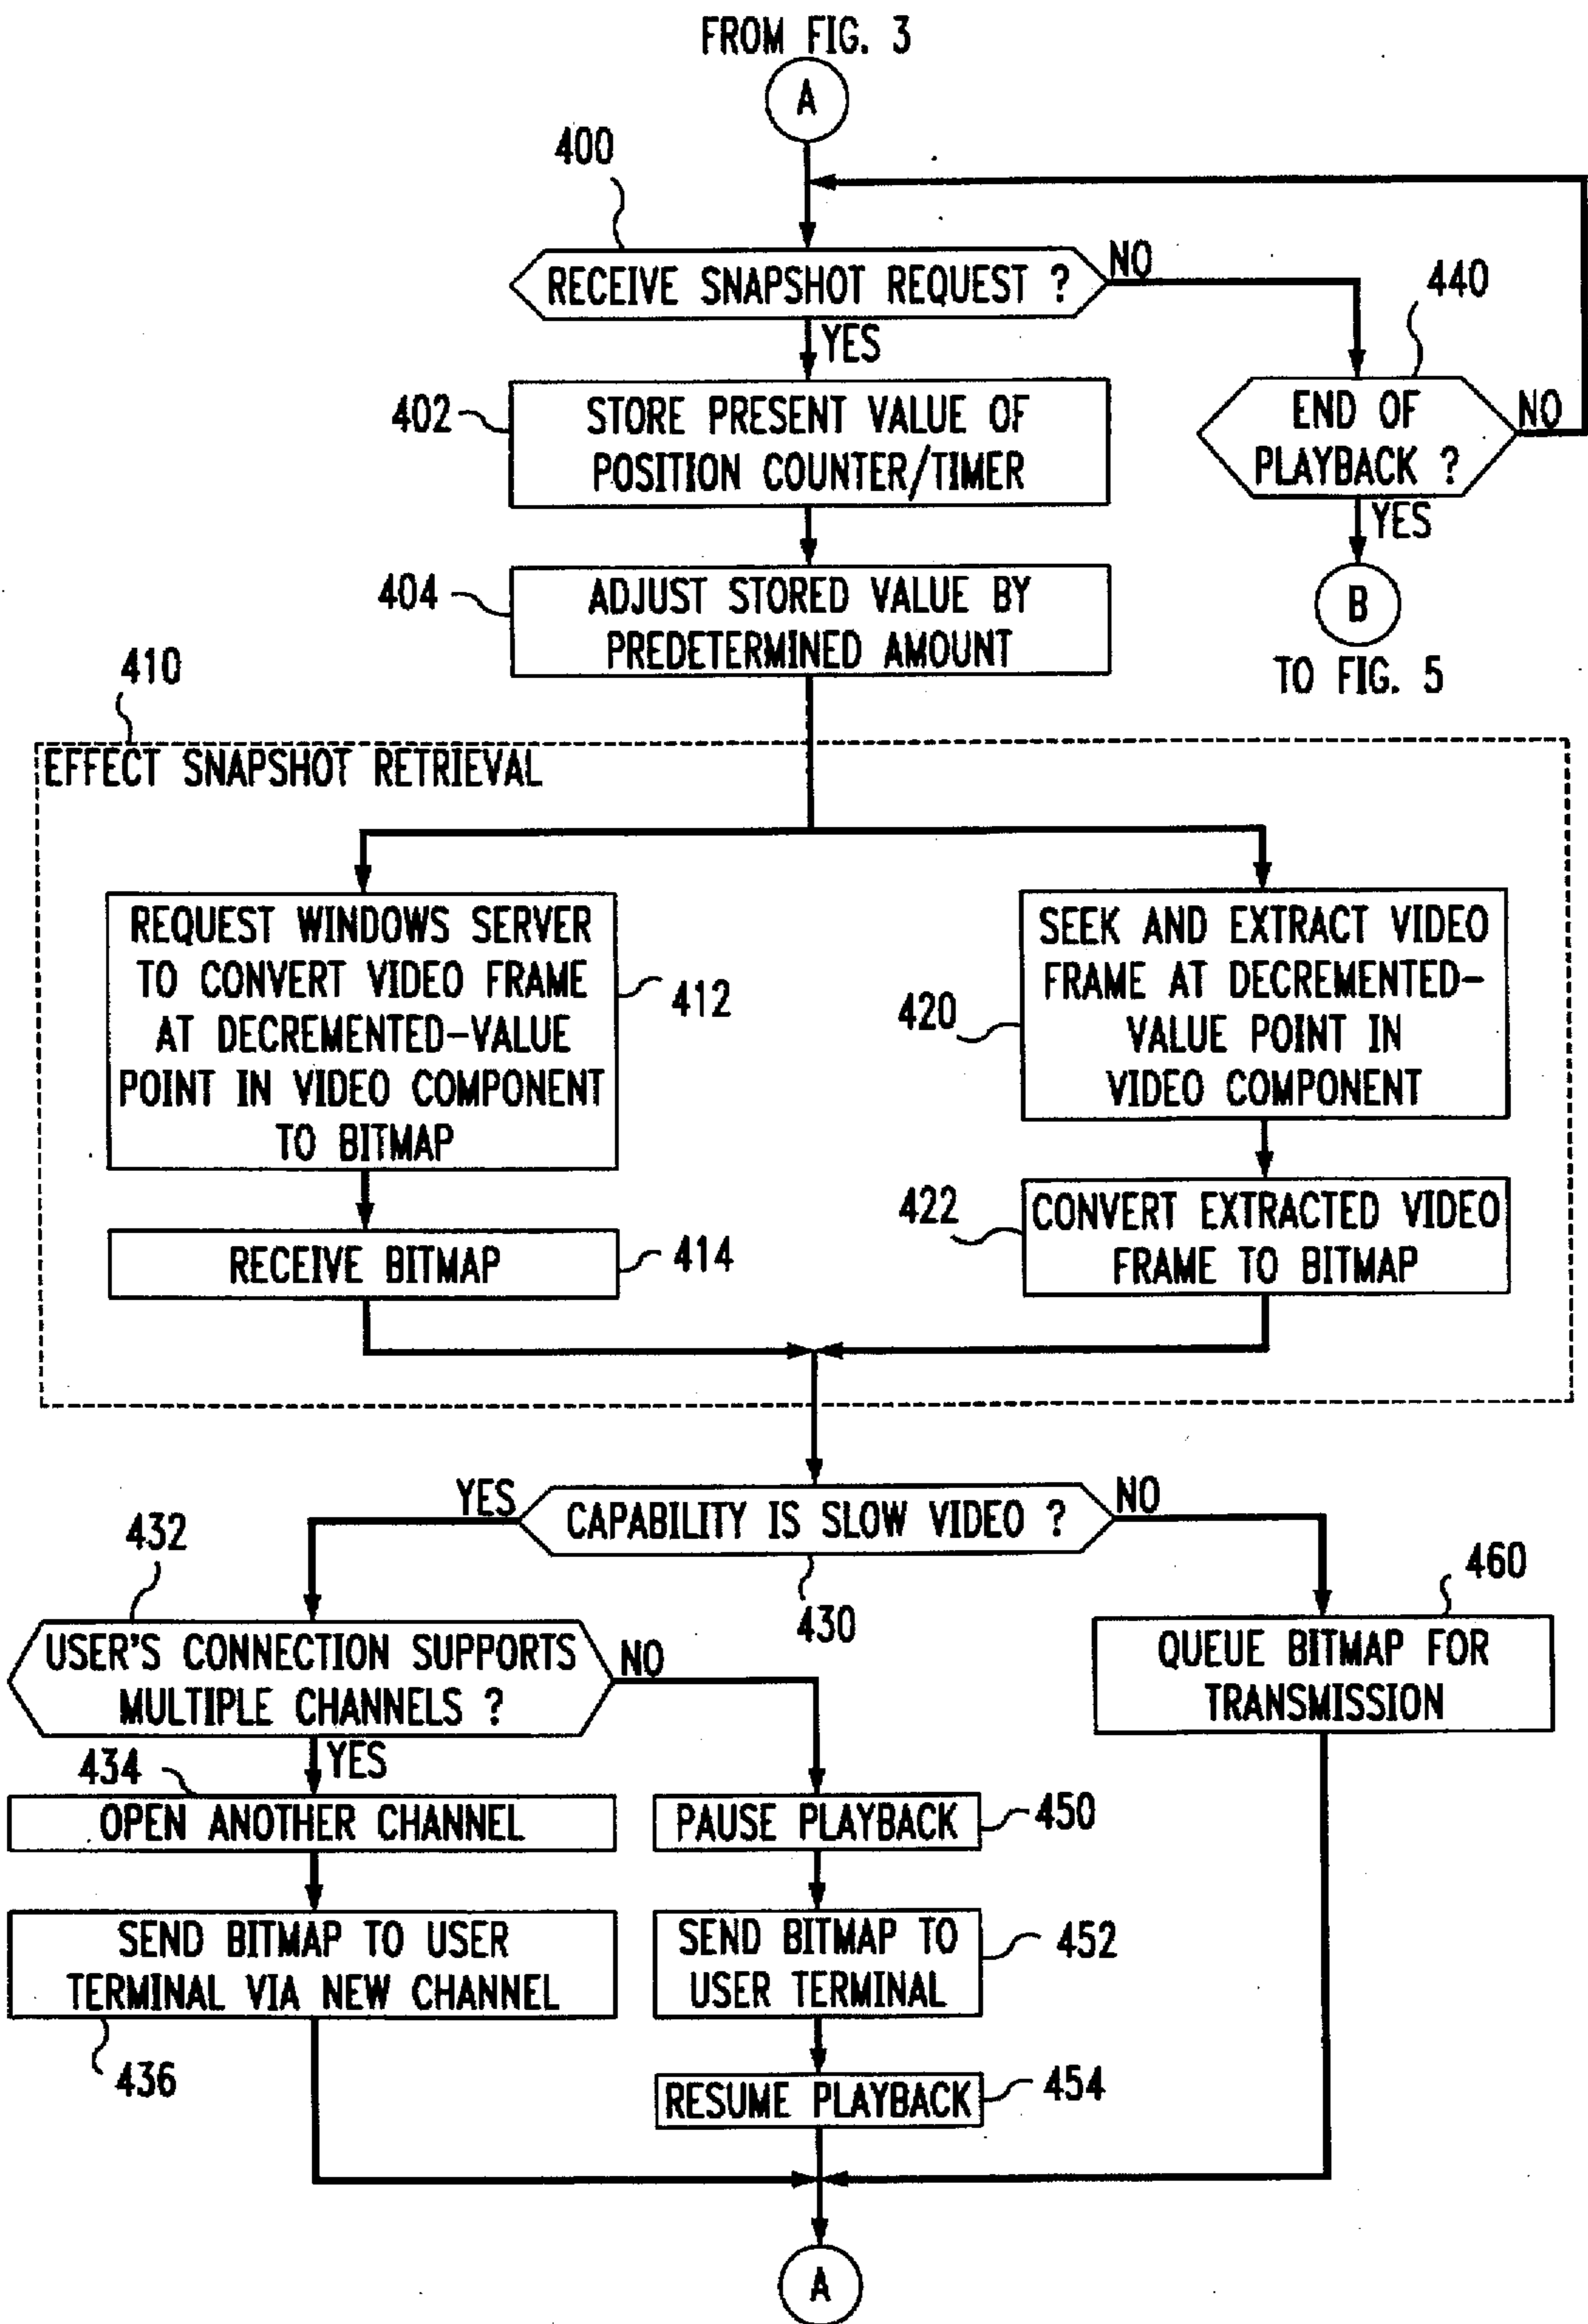 FROM FIG. 3
A
400
RECEIVE SNAPSHOT REQUEST ?
NO
YES
440
END OF
PLAYBACK ?
NO
YES
B
TO FIG. 5
402
STORE PRESENT VALUE OF
POSITION COUNTER/TIMER
404
ADJUST STORED VALUE BY
PREDETERMINED AMOUNT
410
EFFECT SNAPSHOT RETRIEVAL
REQUEST WINDOWS SERVER
TO CONVERT VIDEO FRAME
AT DECREMENTED-VALUE
POINT IN VIDEO COMPONENT
TO BITMAP
412
RECEIVE BITMAP
414
SEEK AND EXTRACT VIDEO
FRAME AT DECREMENTED-
VALUE POINT IN
VIDEO COMPONENT
420
422
CONVERT EXTRACTED VIDEO
FRAME TO BITMAP
YES
CAPABILITY IS SLOW VIDEO ?
NO
430
432
USER'S CONNECTION SUPPORTS
MULTIPLE CHANNELS ?
NO
YES
460
QUEUE BITMAP FOR
TRANSMISSION
434
OPEN ANOTHER CHANNEL
PAUSE PLAYBACK
450
SEND BITMAP TO USER
TERMINAL VIA NEW CHANNEL
436
SEND BITMAP TO
USER TERMINAL
452
RESUME PLAYBACK
454
A